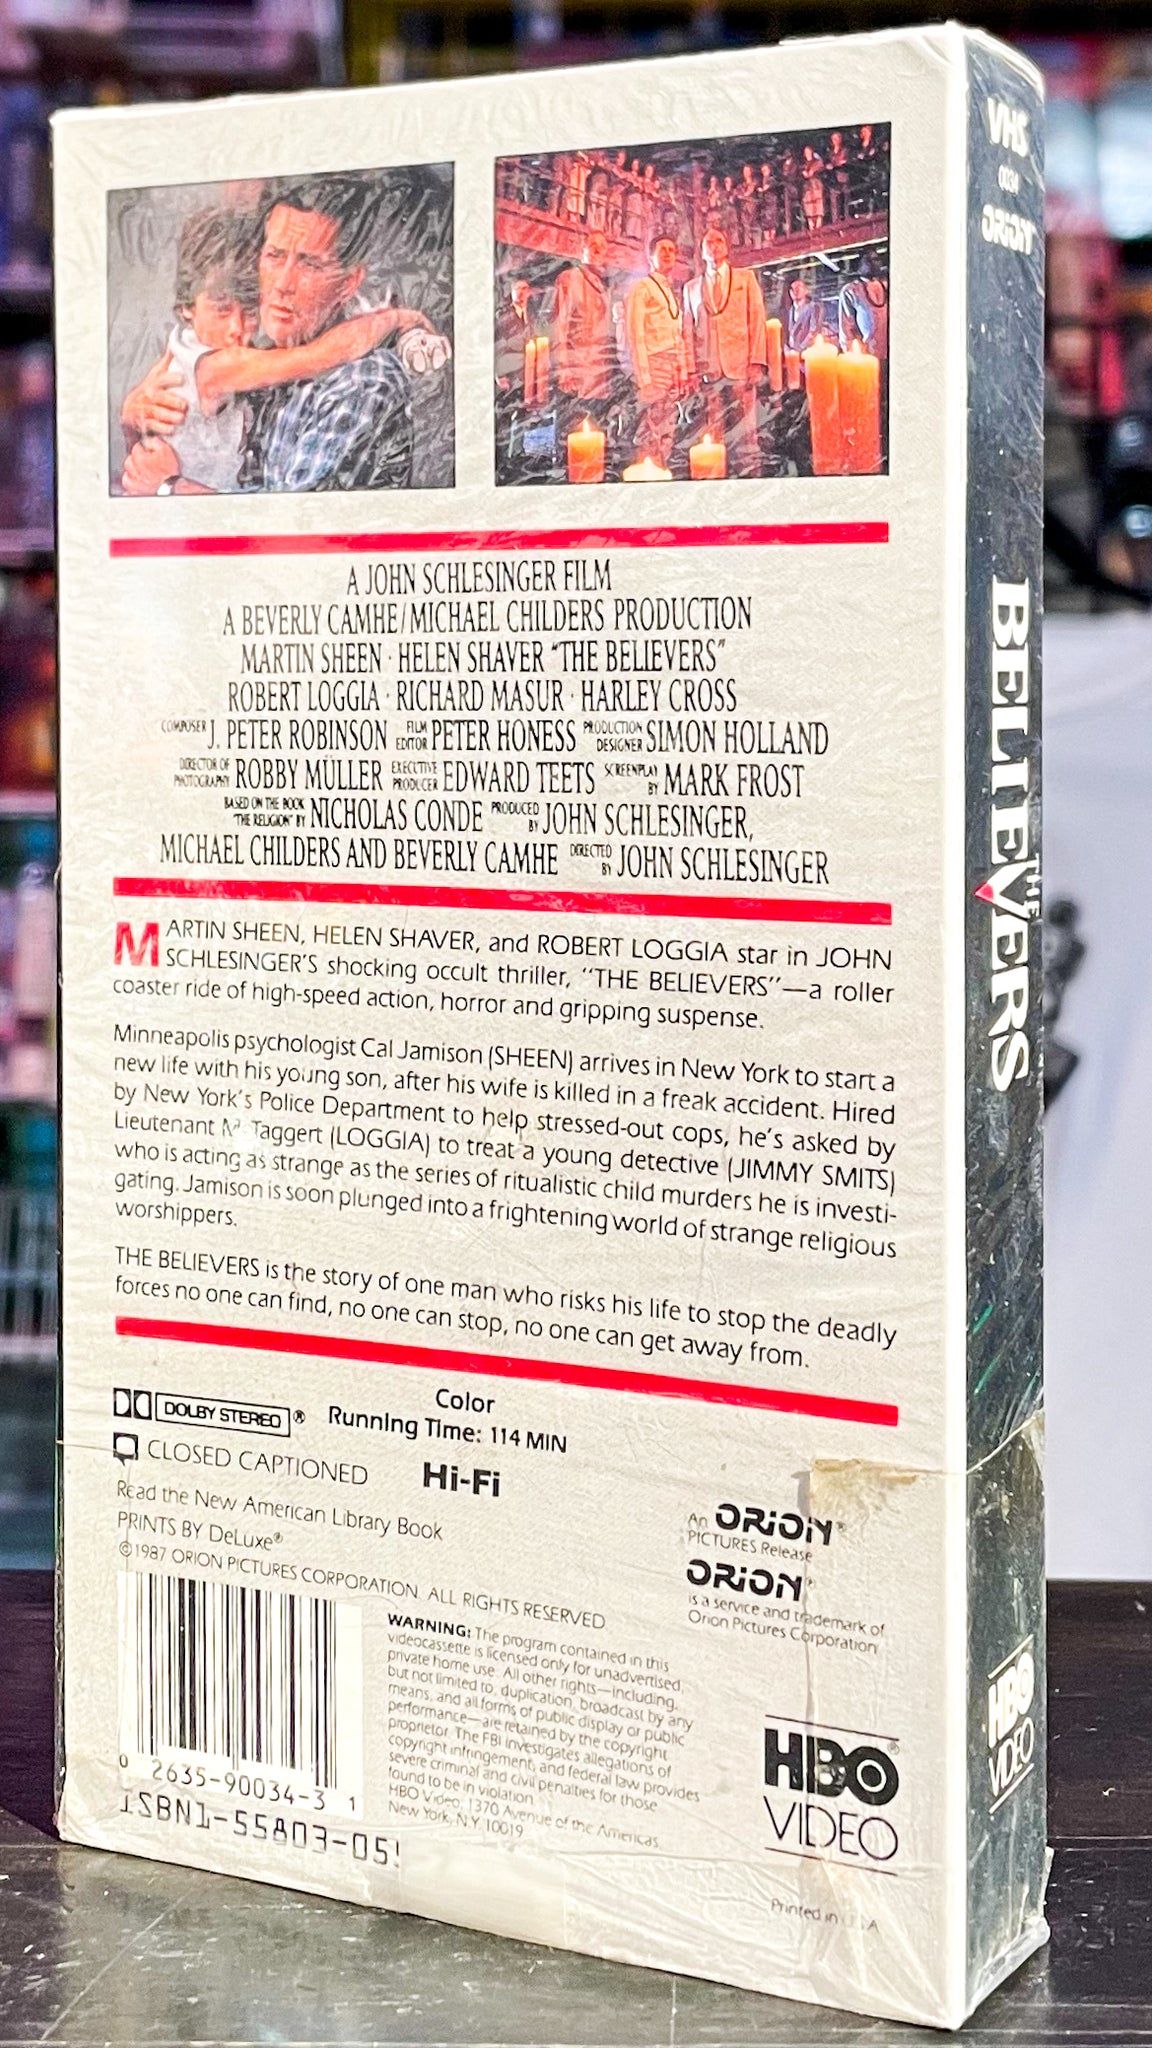 A JOHN SCHLESINGER FILM
A BEVERLY CAMHE/MICHAEL CHILDERS PRODUCTION
MARTIN SHEEN · HELEN SHAVER "THE BELIEVERS"
ROBERT LOGGIA · RICHARD MASUR · HARLEY CROSS
COMPOSER J. PETER ROBINSON FILM EDITOR PETER HONESS PRODUCTION DESIGNER SIMON HOLLAND
DIRECTOR OF PHOTOGRAPHY ROBBY MÜLLER EXECUTIVE PRODUCER EDWARD TEETS SCREENPLAY BY MARK FROST
BASED ON THE BOOK "THE RELIGION" BY NICHOLAS CONDE PRODUCED BY JOHN SCHLESINGER,
MICHAEL CHILDERS AND BEVERLY CAMHE DIRECTED BY JOHN SCHLESINGER
MARTIN SHEEN, HELEN SHAVER, and ROBERT LOGGIA star in JOHN
SCHLESINGER'S shocking occult thriller, "THE BELIEVERS"—a roller
coaster ride of high-speed action, horror and gripping suspense.
Minneapolis psychologist Cal Jamison (SHEEN) arrives in New York to start a
new life with his young son, after his wife is killed in a freak accident. Hired
by New York's Police Department to help stressed-out cops, he's asked by
Lieutenant Taggert (LOGGIA) to treat a young detective (JIMMY SMITS)
who is acting as strange as the series of ritualistic child murders he is investi-
gating. Jamison is soon plunged into a frightening world of strange religious
worshippers.
THE BELIEVERS is the story of one man who risks his life to stop the deadly
forces no one can find, no one can stop, no one can get away from.
DOLBY STEREO ®
Color
Running Time: 114 MIN
CLOSED CAPTIONED
Hi-Fi
Read the New American Library Book
PRINTS BY DeLuxe®
©1987 ORION PICTURES CORPORATION. ALL RIGHTS RESERVED
An ORION®
PICTURES Release
ORION®
is a service and trademark of
Orion Pictures Corporation
WARNING: The program contained in this
videocassette is licensed only for unadvertised,
private home use. All other rights—including,
but not limited to, duplication, broadcast by any
means, and all forms of public display or public
performance—are retained by the copyright
proprietor. The FBI investigates allegations of
copyright infringement, and federal law provides
severe criminal and civil penalties for those
found to be in violation.
HBO Video, 1370 Avenue of the Americas,
New York, N.Y. 10019
0 2635-90034-3 1
ISBN1-55803-05
HBO®
VIDEO
Printed in
VHS
0034
ORION
THE
BELIEVERS
HBO
VIDEO